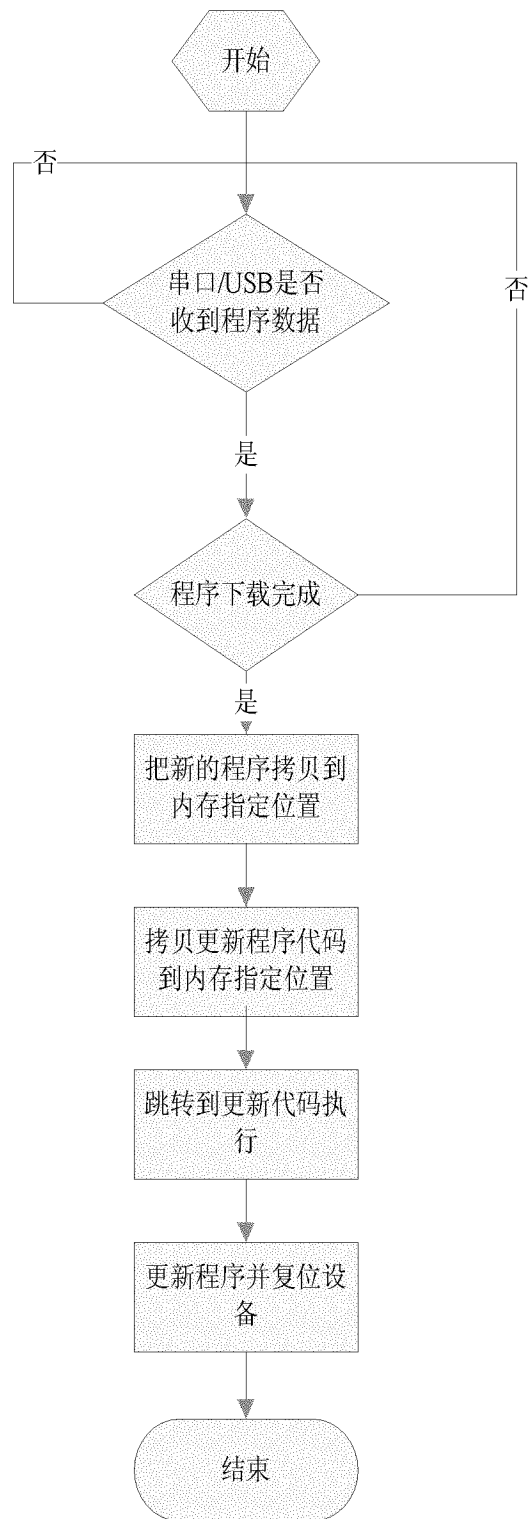 开始
否
串口/USB是否
收到程序数据
否
是
程序下载完成
是
把新的程序拷贝到
内存指定位置
拷贝更新程序代码
到内存指定位置
跳转到更新代码执
行
更新程序并复位设
备
结束